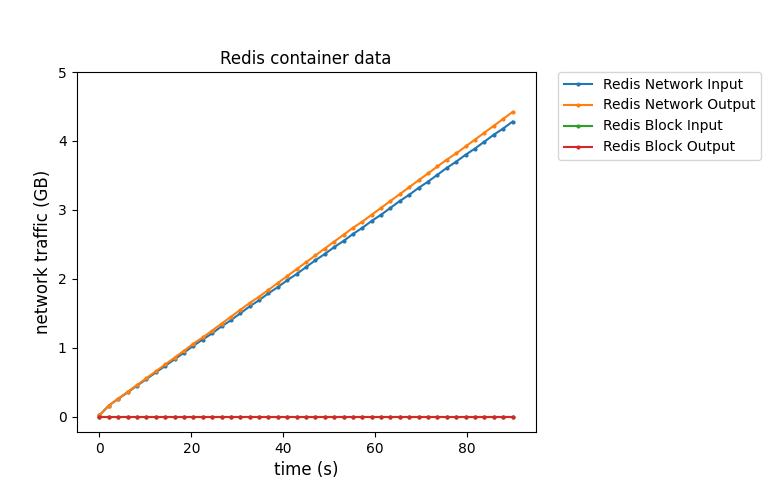 Redis container data
Redis Network Input
Redis Network Output
Redis Block Input
Redis Block Output
network traffic (GB)
5
4
3
2
1
0
0 20 40 60 80
time (s)